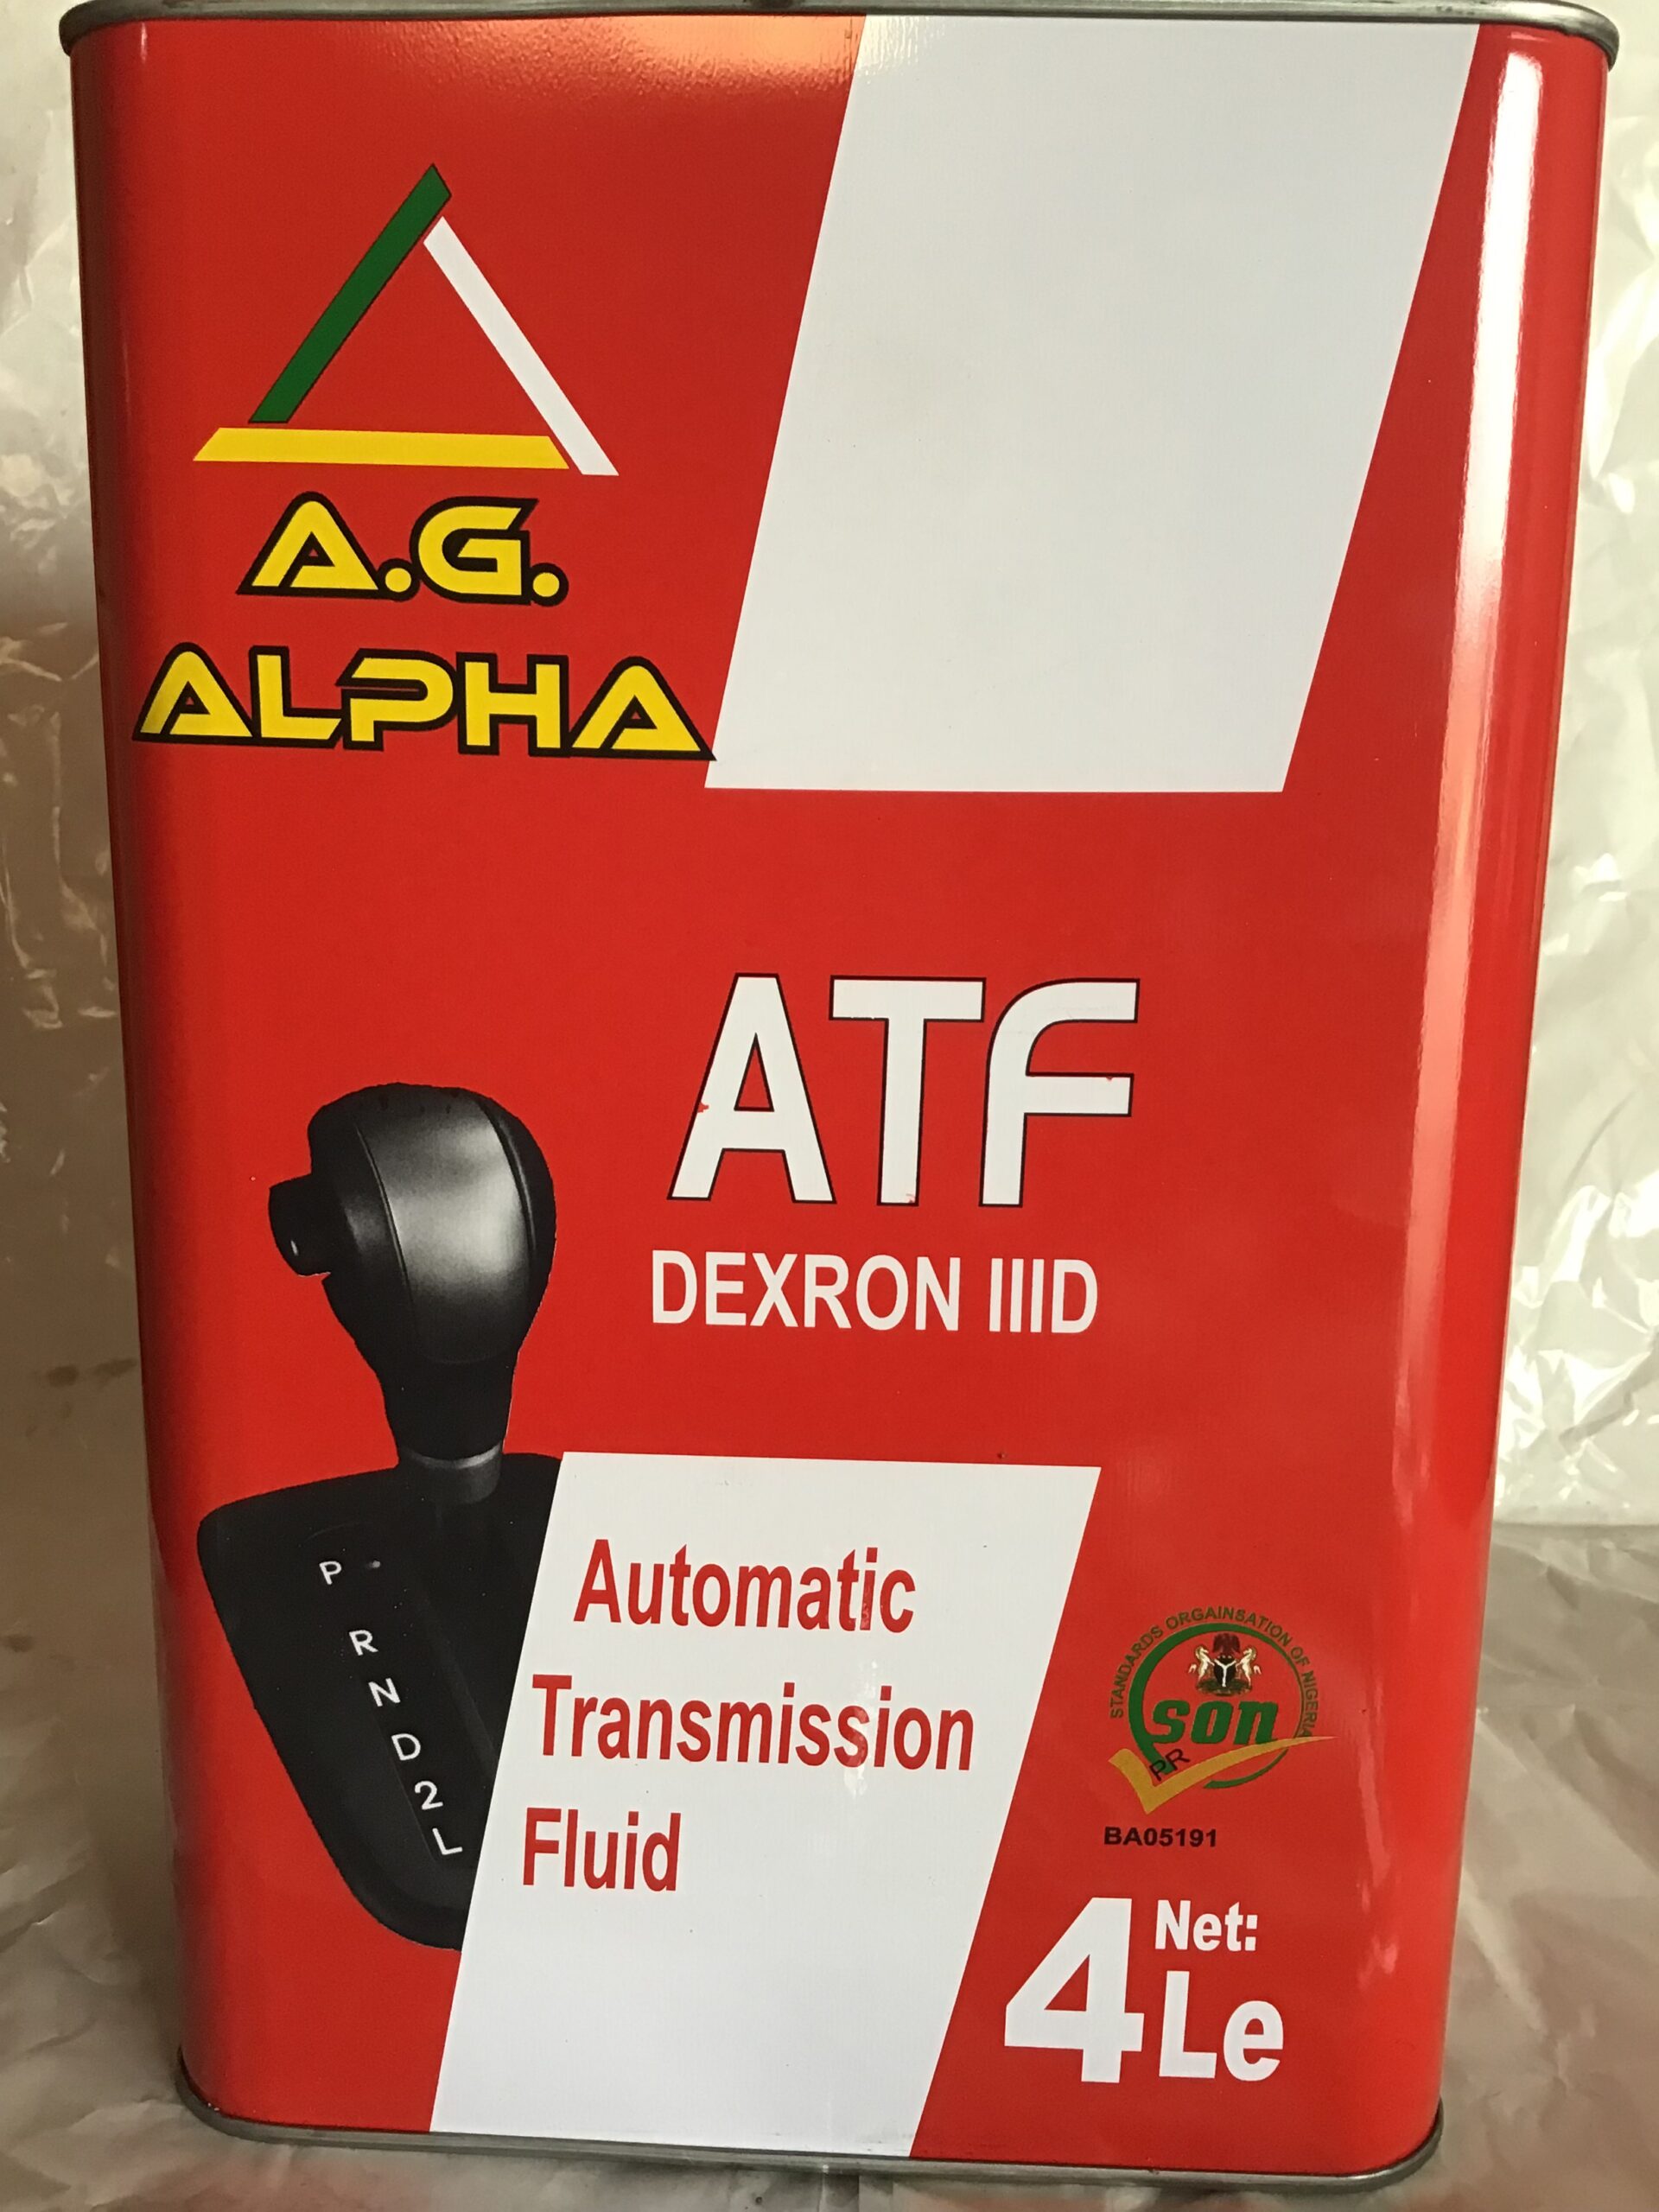 A.G.
ALPHA
ATF
DEXRON IIID
Automatic
Transmission
Fluid
P
R
N
D
2
L
STANDARDS ORGAINSATION OF NIGERIA
son
PR
BA05191
Net:
4Le